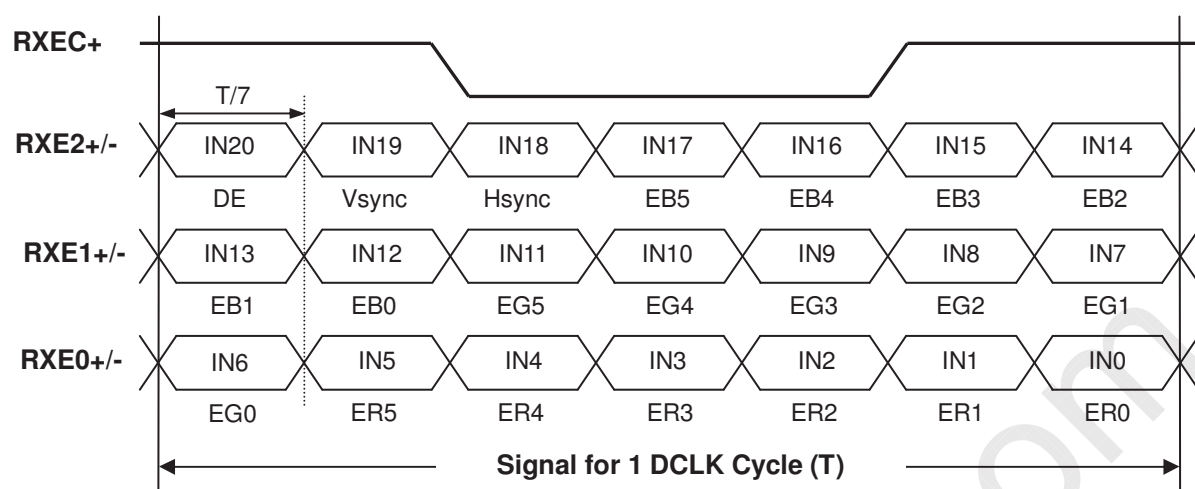 RXEC+
T/7
RXE2+/- IN20 IN19 IN18 IN17 IN16 IN15 IN14
DE Vsync Hsync EB5 EB4 EB3 EB2
RXE1+/- IN13 IN12 IN11 IN10 IN9 IN8 IN7
EB1 EB0 EG5 EG4 EG3 EG2 EG1
RXE0+/- IN6 IN5 IN4 IN3 IN2 IN1 IN0
EG0 ER5 ER4 ER3 ER2 ER1 ER0
Signal for 1 DCLK Cycle (T)
om